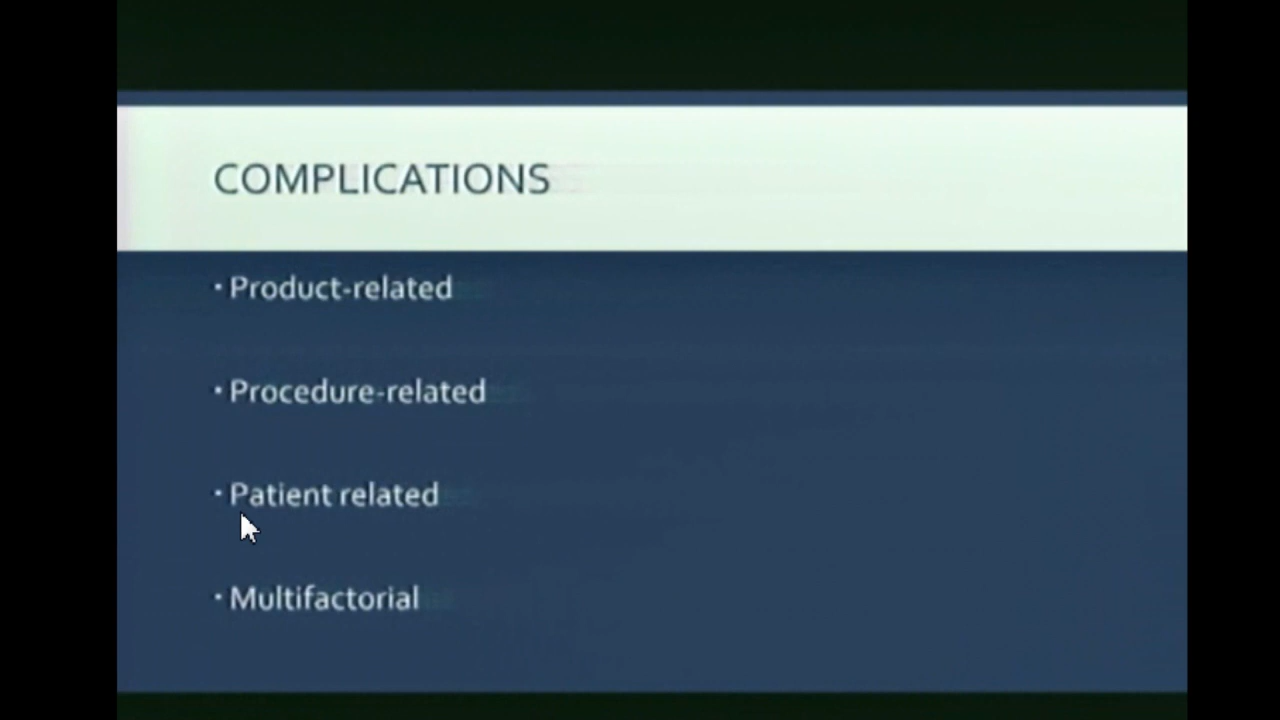 COMPLICATIONS
· Product-related
· Procedure-related
· Patient related
· Multifactorial